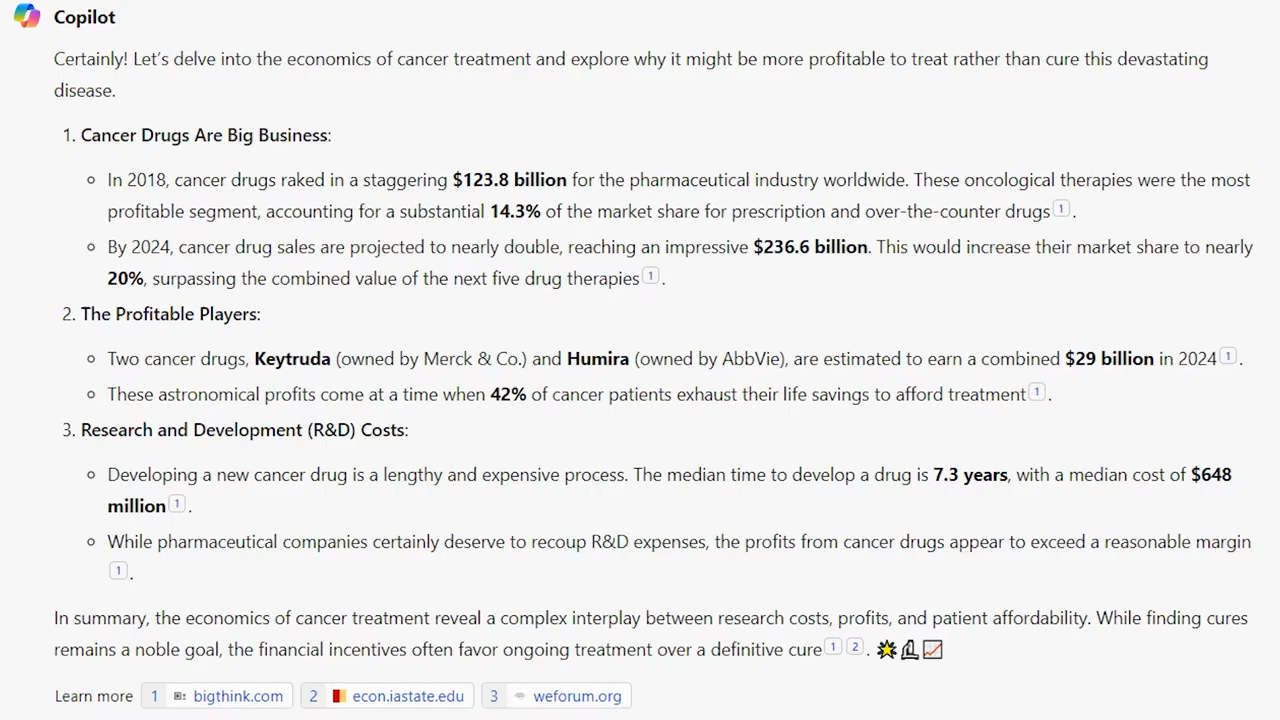 Copilot
Certainly! Let’s delve into the economics of cancer treatment and explore why it might be more profitable to treat rather than cure this devastating
disease.
1. Cancer Drugs Are Big Business:
In 2018, cancer drugs raked in a staggering $123.8 billion for the pharmaceutical industry worldwide. These oncological therapies were the most
profitable segment, accounting for a substantial 14.3% of the market share for prescription and over-the-counter drugs 1 .
By 2024, cancer drug sales are projected to nearly double, reaching an impressive $236.6 billion. This would increase their market share to nearly
20%, surpassing the combined value of the next five drug therapies 1 .
2. The Profitable Players:
Two cancer drugs, Keytruda (owned by Merck & Co.) and Humira (owned by AbbVie), are estimated to earn a combined $29 billion in 2024 1 .
These astronomical profits come at a time when 42% of cancer patients exhaust their life savings to afford treatment 1 .
3. Research and Development (R&D) Costs:
Developing a new cancer drug is a lengthy and expensive process. The median time to develop a drug is 7.3 years, with a median cost of $648
million 1 .
While pharmaceutical companies certainly deserve to recoup R&D expenses, the profits from cancer drugs appear to exceed a reasonable margin
1 .
In summary, the economics of cancer treatment reveal a complex interplay between research costs, profits, and patient affordability. While finding cures
remains a noble goal, the financial incentives often favor ongoing treatment over a definitive cure 1 2 .
Learn more 1 bigthink.com 2 econ.iastate.edu 3 weforum.org